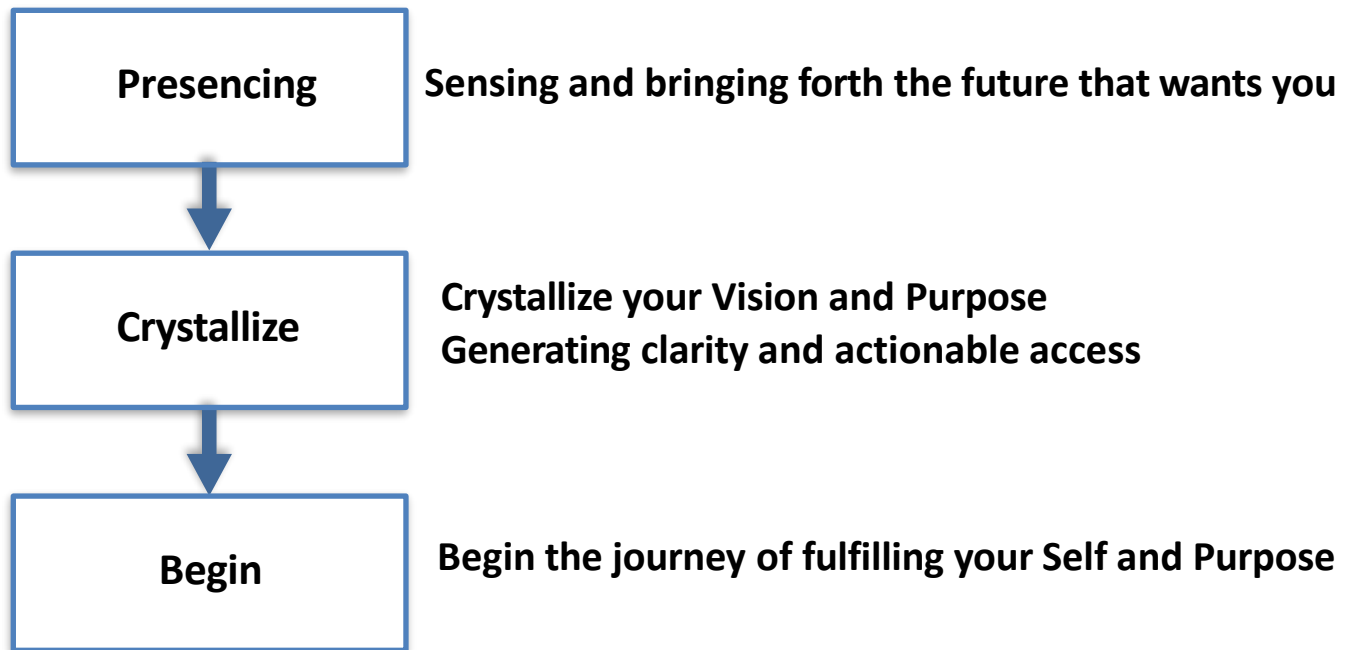 Presencing
Sensing and bringing forth the future that wants you
Crystallize
Crystallize your Vision and Purpose
Generating clarity and actionable access
Begin
Begin the journey of fulfilling your Self and Purpose